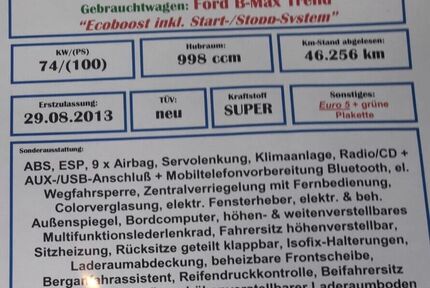 Gebrauchtwagen: Ford B-Max Trend
"Ecoboost inkl. Start-/Stopp-System"
KW/(PS)
74/(100)
Hubraum:
998 ccm
Km-Stand abgelesen:
46.256 km
Erstzulassung:
29.08.2013
TÜV:
neu
Kraftstoff
SUPER
Sonstiges:
Euro 5 + grüne
Plakette
Sonderausstattung:
ABS, ESP, 9 x Airbag, Servolenkung, Klimaanlage, Radio/CD +
AUX-/USB-Anschluß + Mobiltelefonvorbereitung Bluetooth, el.
Wegfahrsperre, Zentralverriegelung mit Fernbedienung,
Colorverglasung, elektr. Fensterheber, elektr. & beh.
Außenspiegel, Bordcomputer, höhen- & weitenverstellbares
Multifunktionslederlenkrad, Fahrersitz höhenverstellbar,
Sitzheizung, Rücksitze geteilt klappbar, Isofix-Halterungen,
Laderaumabdeckung, beheizbare Frontscheibe,
Berganfahrassistent, Reifendruckkontrolle, Beifahrersitz
höhenverstellbarer Laderaumboden